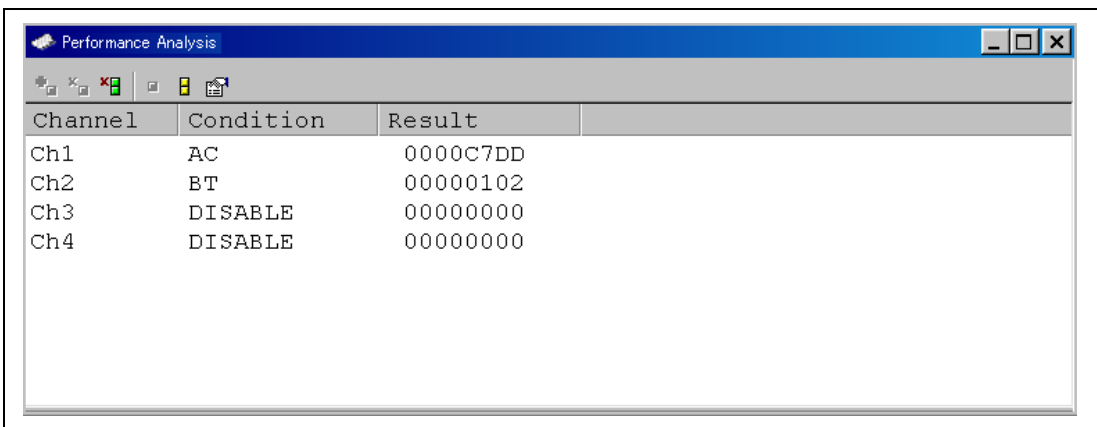 Performance Analysis
Channel Condition Result
Ch1 AC 0000C7DD
Ch2 BT 00000102
Ch3 DISABLE 00000000
Ch4 DISABLE 00000000